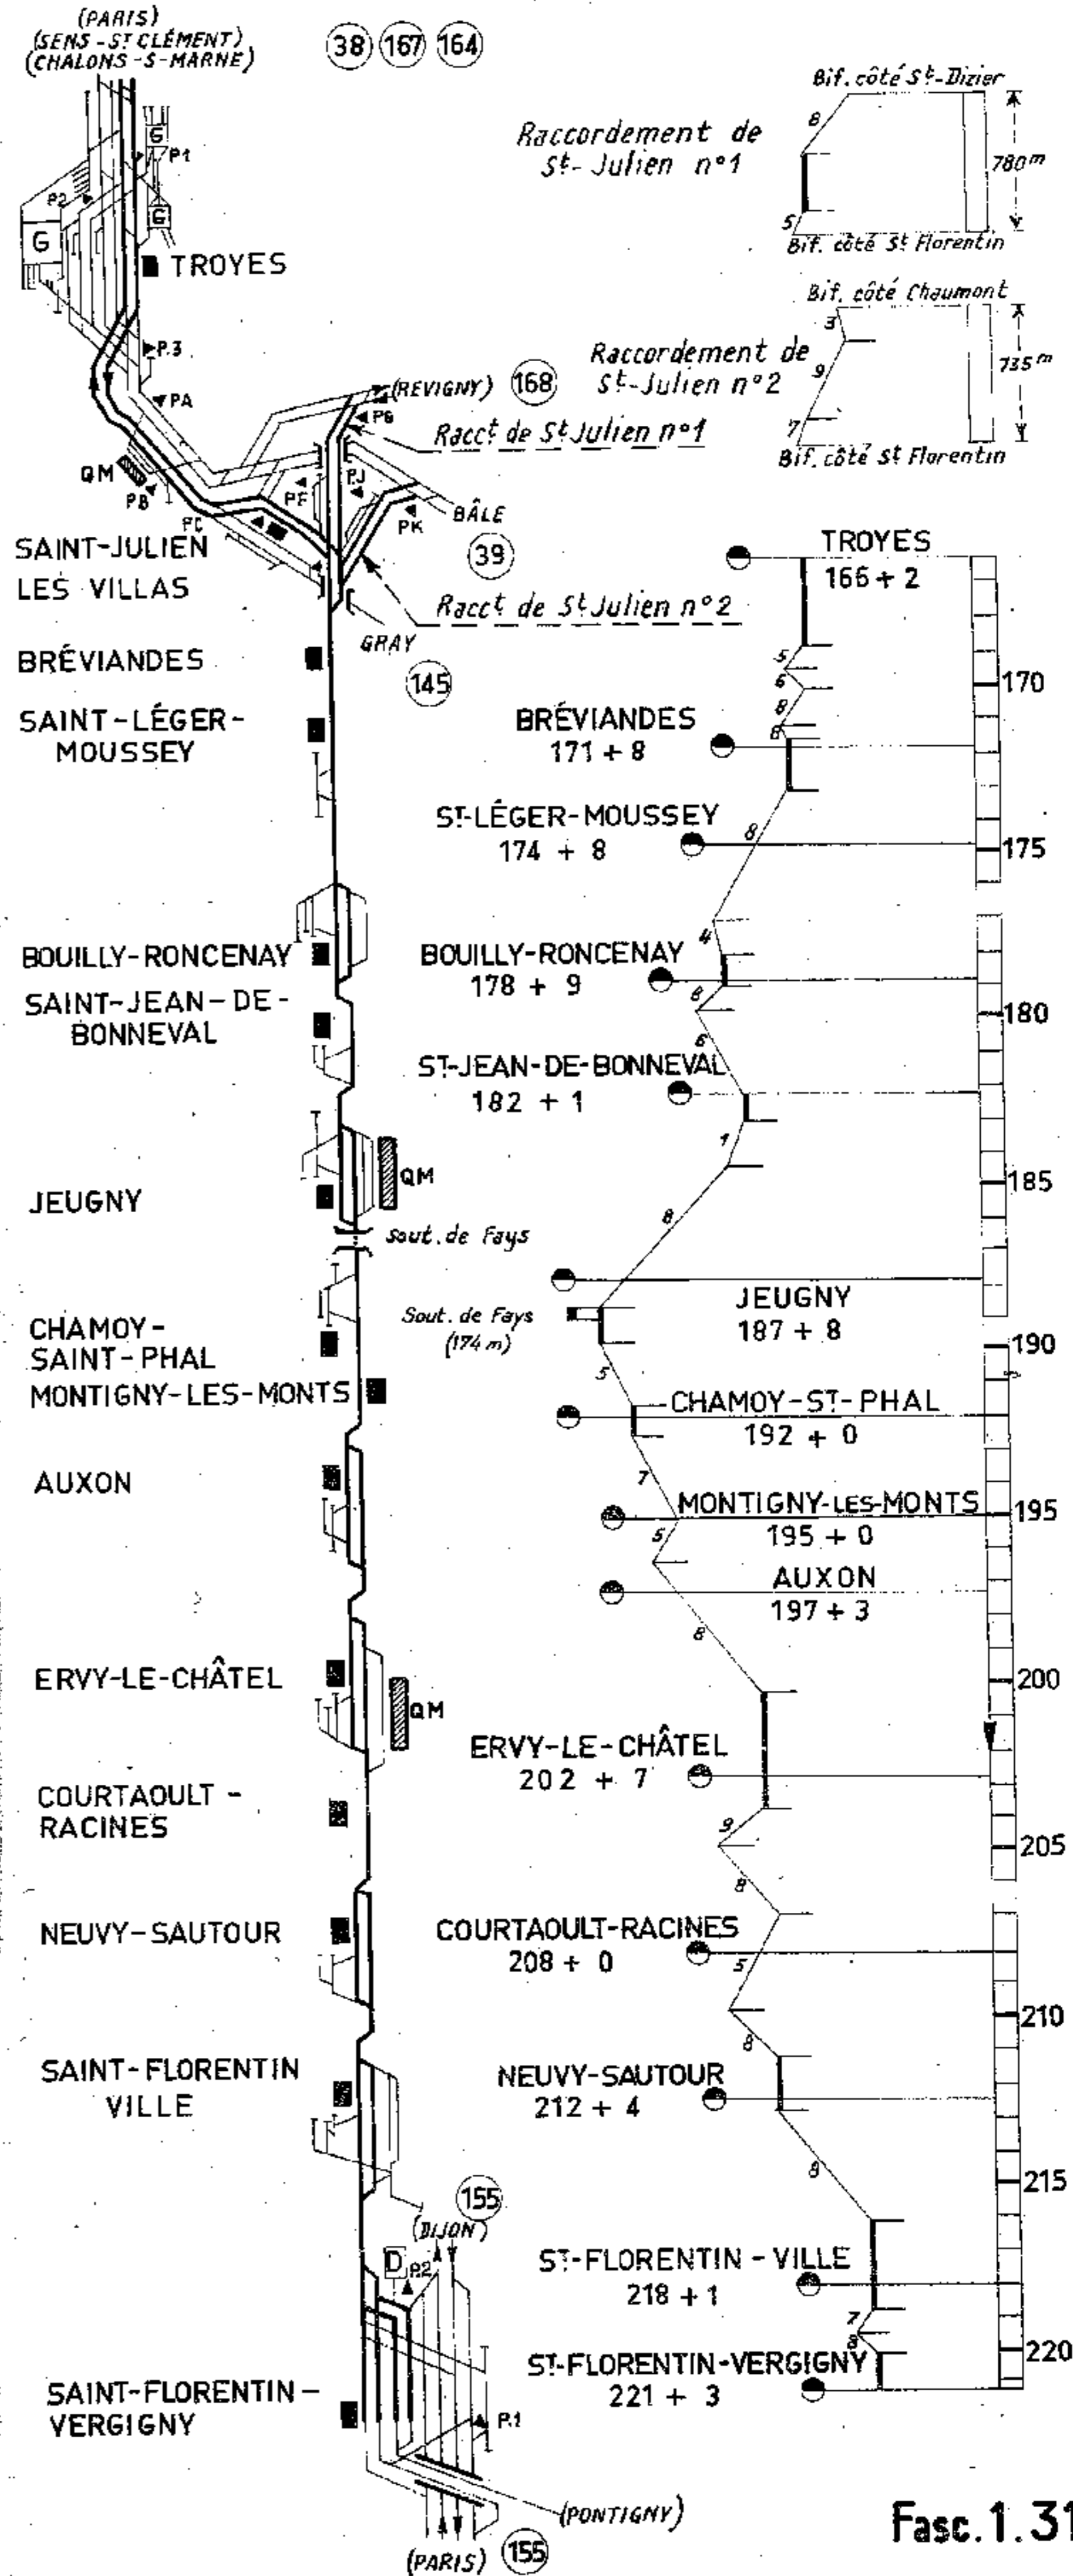 (PARIS)
(SENS-ST CLÉMENT)
(CHALONS-S-MARNE)
38 167 164
G
P1
P2
G
G
TROYES
P.3
PA
(REVIGNY) 168
PG
Racct de St Julien n°1
QM
PB
PF
PJ
PC
PK
BÂLE
39
SAINT-JULIEN
LES VILLAS
Racct de St Julien n°2
GRAY
145
BRÉVIANDES
SAINT-LÉGER-
MOUSSEY
BOUILLY-RONCENAY
SAINT-JEAN-DE-
BONNEVAL
QM
JEUGNY
Sout. de Fays
CHAMOY-
SAINT-PHAL
MONTIGNY-LES-MONTS
AUXON
ERVY-LE-CHÂTEL
QM
COURTAOULT-
RACINES
NEUVY-SAUTOUR
SAINT-FLORENTIN
VILLE
155
(DIJON)
D
P.2
SAINT-FLORENTIN-
VERGIGNY
P.1
(PONTIGNY)
(PARIS) 155
Raccordement de
St-Julien n°1
Bif. côté St-Dizier
8
780m
5
Bif. côté St Florentin
Raccordement de
St-Julien n°2
Bif. côté Chaumont
3
9
735m
7
Bif. côté St Florentin
TROYES
166 + 2
5
6
170
8
8
BRÉVIANDES
171 + 8
ST-LÉGER-MOUSSEY
174 + 8
8
175
4
BOUILLY-RONCENAY
178 + 9
8
180
6
ST-JEAN-DE-BONNEVAL
182 + 1
1
185
8
JEUGNY
187 + 8
Sout. de Fays
(174 m)
190
5
CHAMOY-ST-PHAL
192 + 0
7
MONTIGNY-LES-MONTS
195 + 0
195
5
AUXON
197 + 3
8
200
ERVY-LE-CHÂTEL
202 + 7
9
205
8
COURTAOULT-RACINES
208 + 0
5
210
8
NEUVY-SAUTOUR
212 + 4
8
215
ST-FLORENTIN-VILLE
218 + 1
7
8
220
ST-FLORENTIN-VERGIGNY
221 + 3
Fasc.1.31